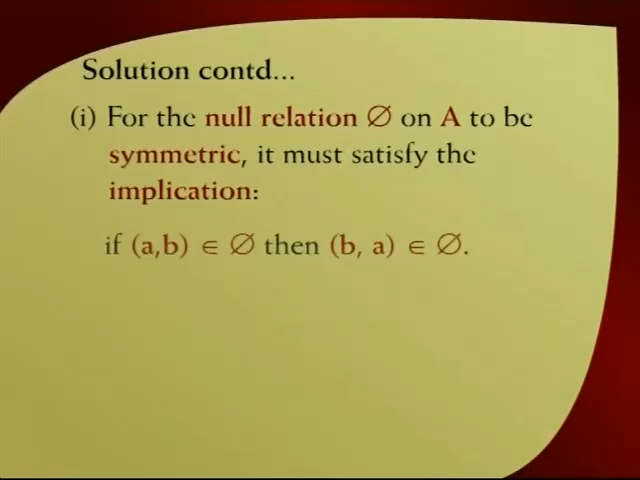 Solution contd...
(i) For the null relation ∅ on A to be
symmetric, it must satisfy the
implication:
if (a,b) ∈ ∅ then (b, a) ∈ ∅.